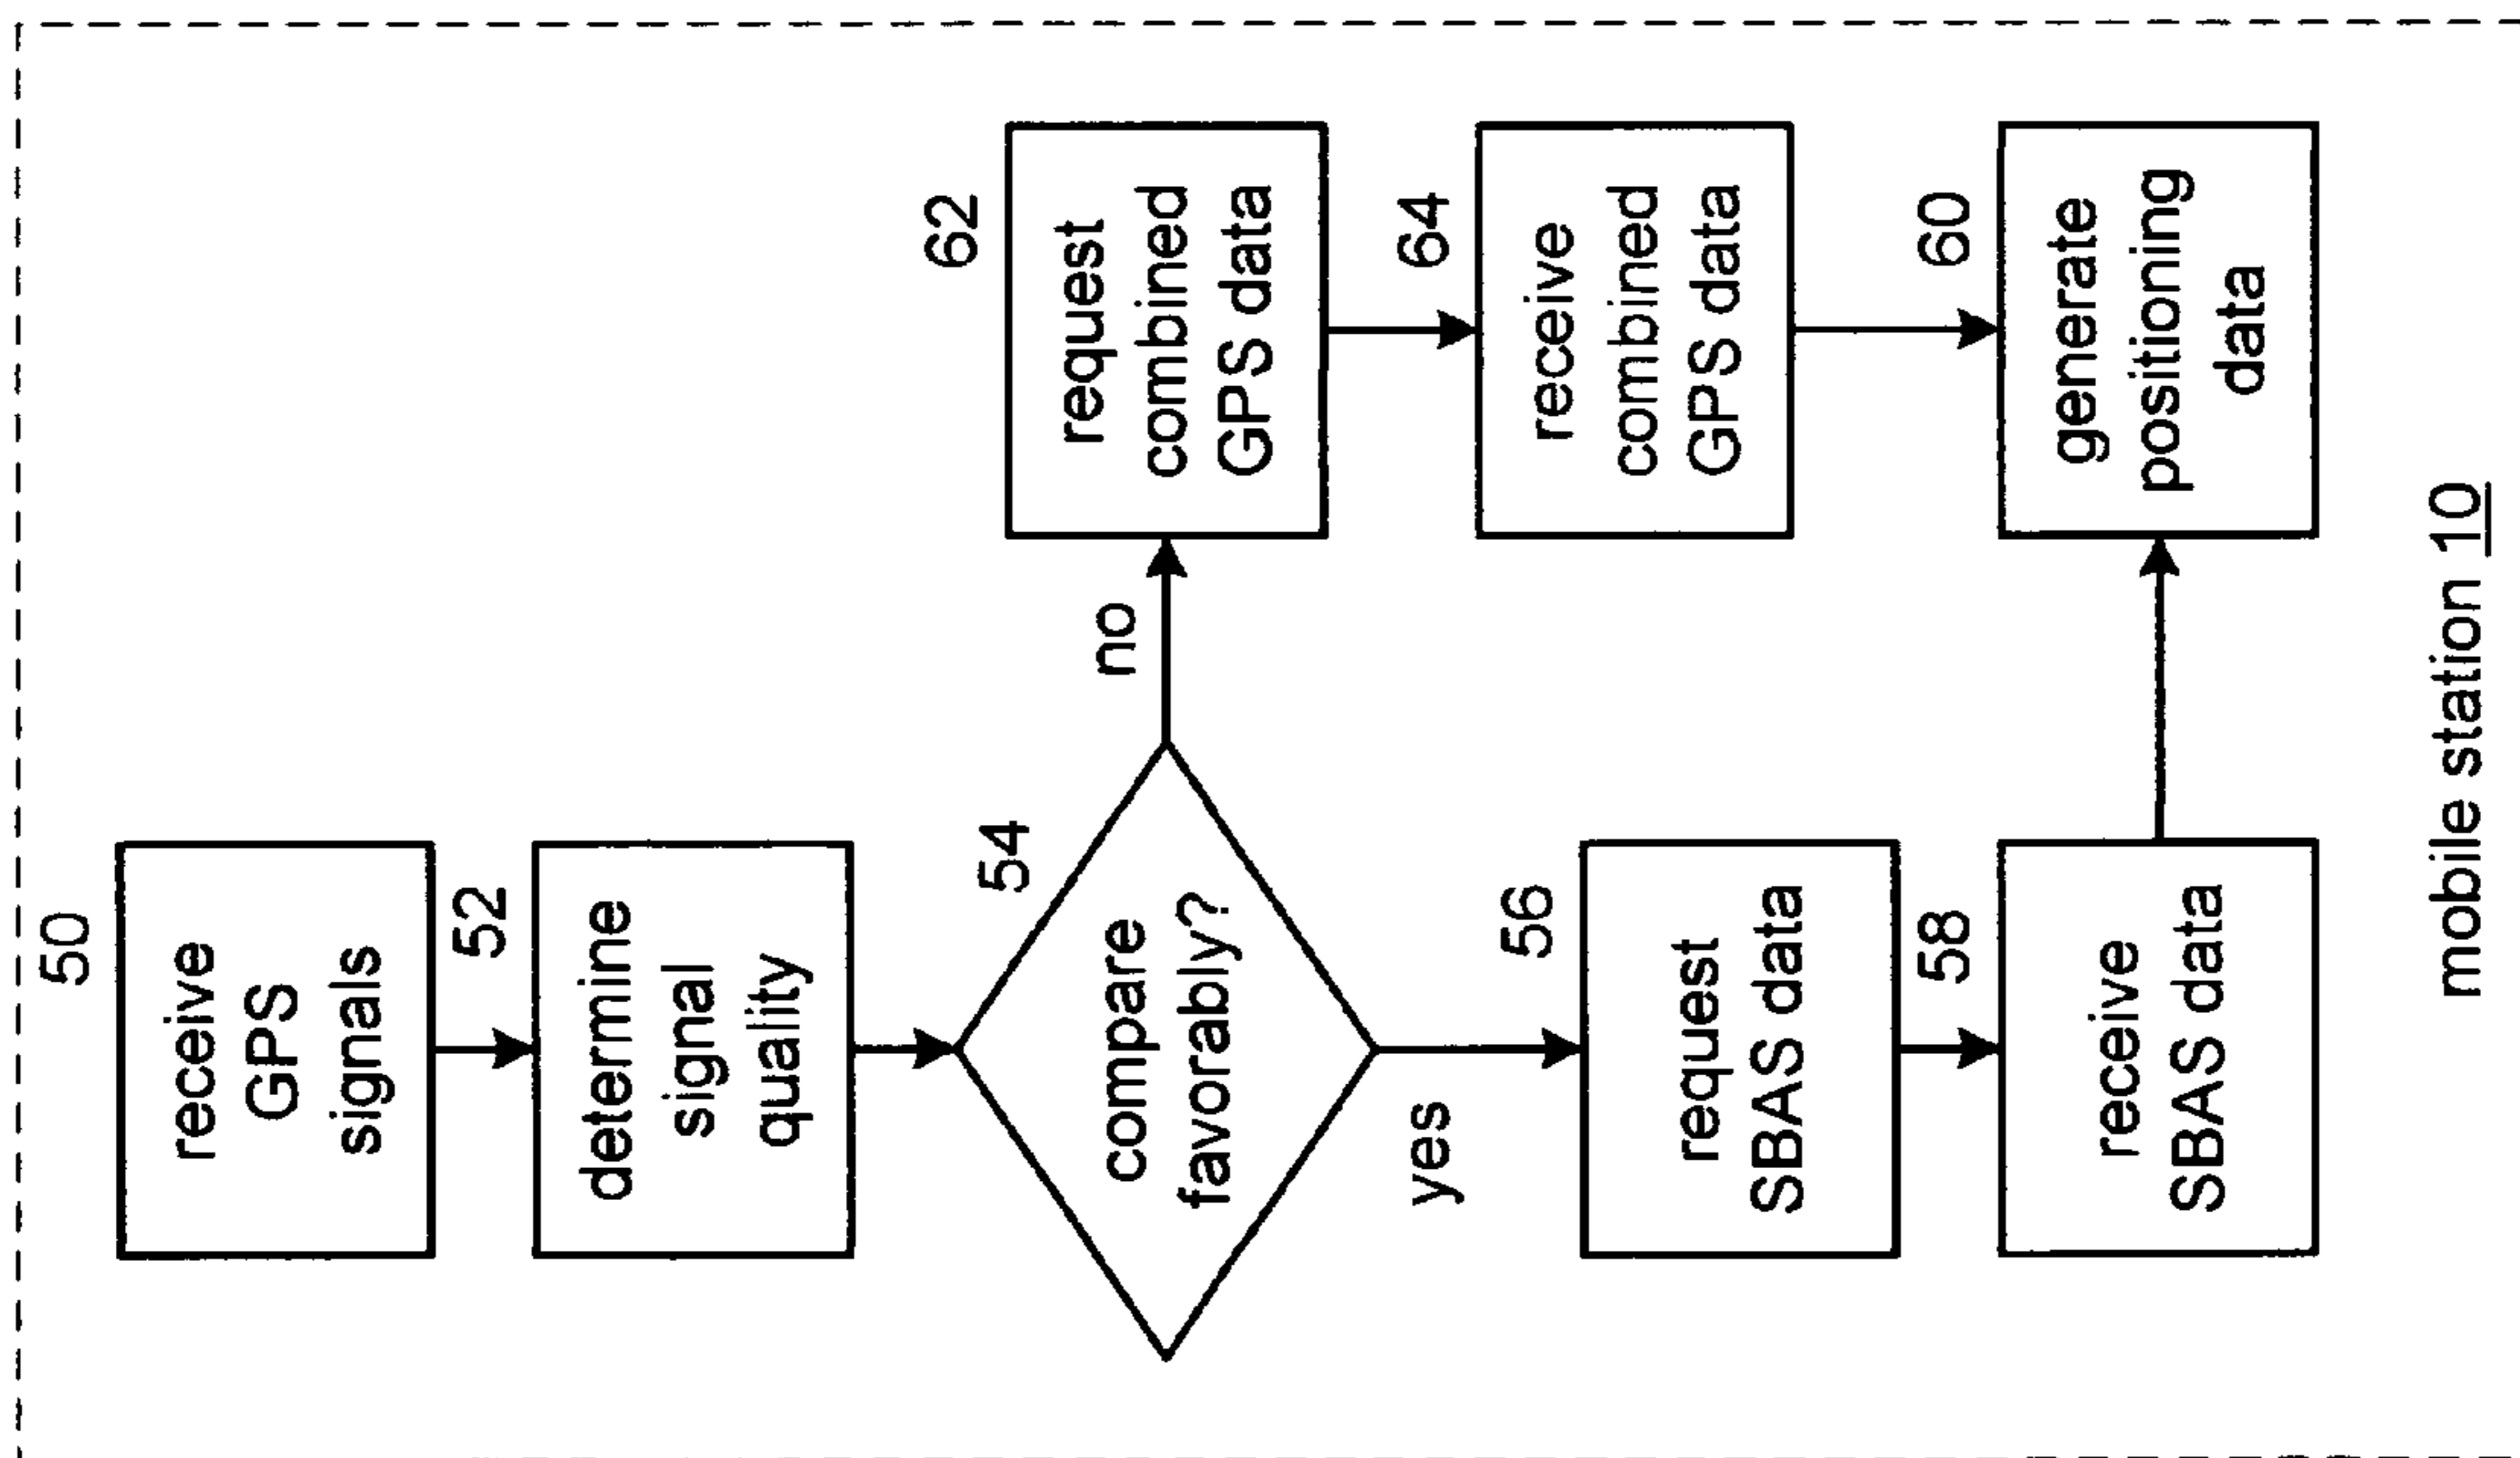 50
receive
GPS
signals
52
determine
signal
quality
54
compare
favorably?
no
yes
62
request
combined
GPS data
64
receive
combined
GPS data
56
request
SBAS data
58
receive
SBAS data
60
generate
positioning
data
mobile station 10